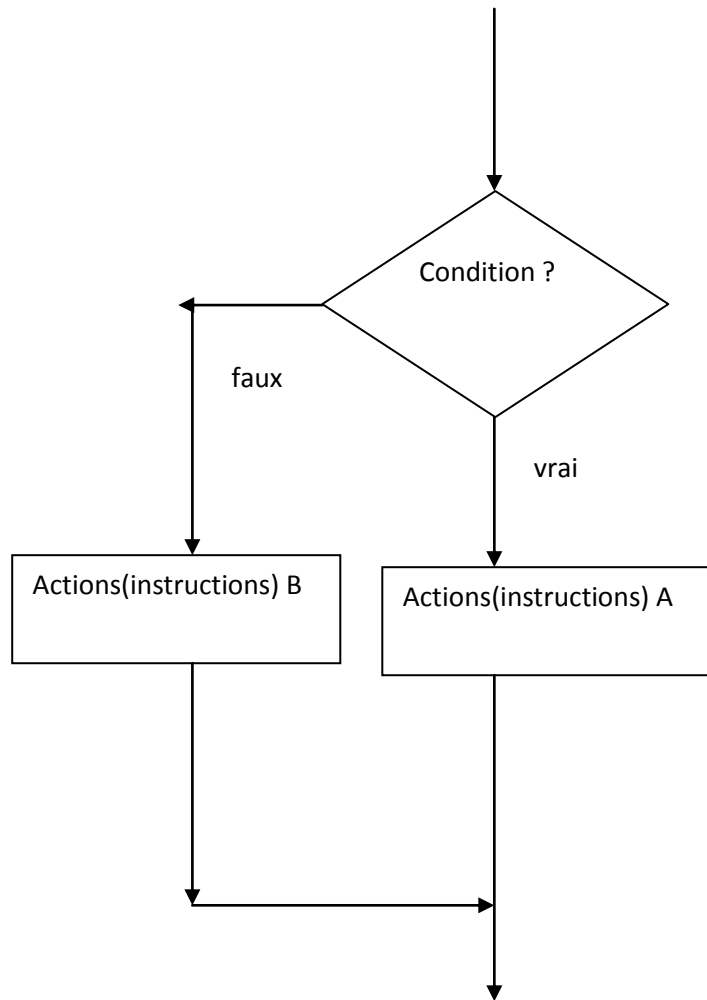 Condition ?
faux
vrai
Actions(instructions) B
Actions(instructions) A